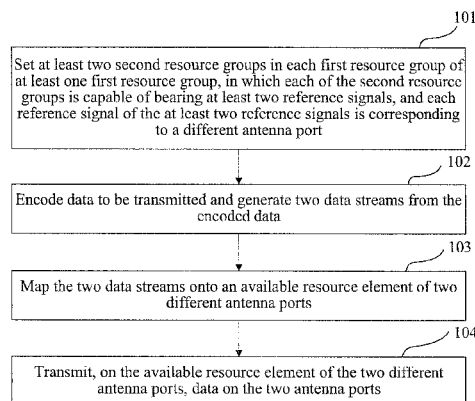 101
Set at least two second resource groups in each first resource group of
at least one first resource group, in which each of the second resource
groups is capable of bearing at least two reference signals, and each
reference signal of the at least two reference signals is corresponding
to a different antenna port
102
Encode data to be transmitted and generate two data streams from the
encoded data
103
Map the two data streams onto an available resource element of two
different antenna ports
104
Transmit, on the available resource element of the two different
antenna ports, data on the two antenna ports